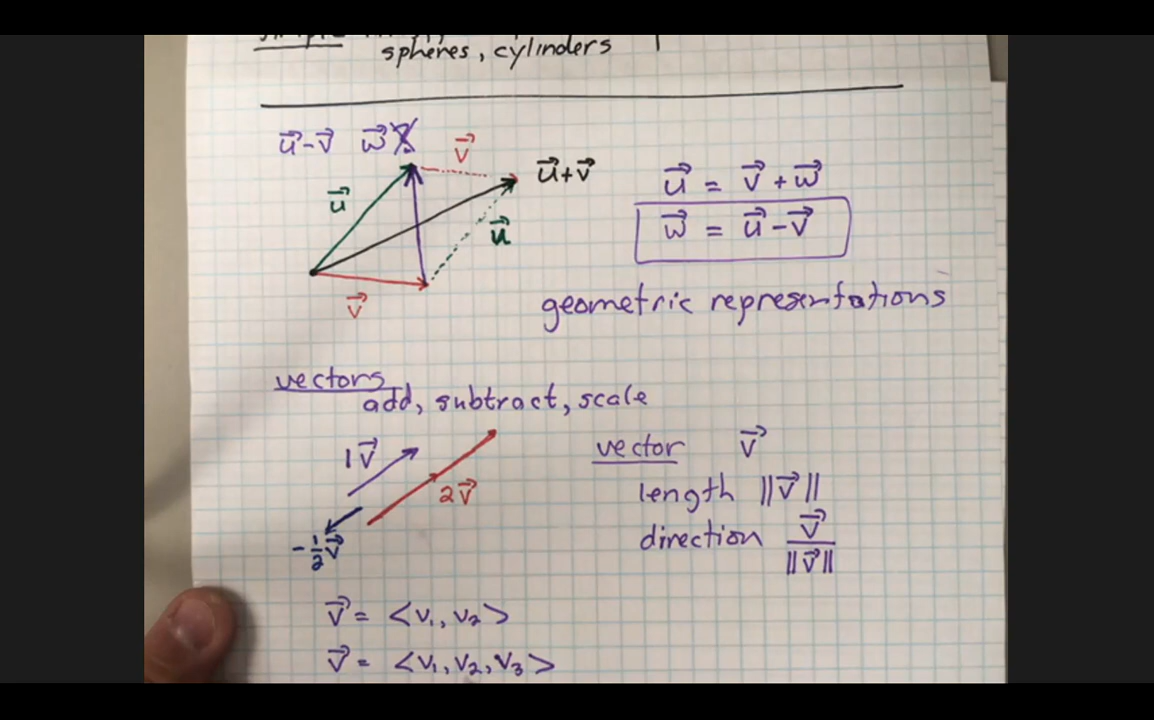 simple
spheres, cylinders
u⃗-v⃗ w⃗
v⃗
u⃗+v⃗
u⃗
u⃗
v⃗
u⃗ = v⃗ + w⃗
w⃗ = u⃗ - v⃗
geometric representations
vectors
add, subtract, scale
1v⃗
2v⃗
-½v⃗
vector v⃗
length ||v⃗||
direction v⃗/||v⃗||
v⃗ = <v₁, v₂>
v⃗ = <v₁, v₂, v₃>